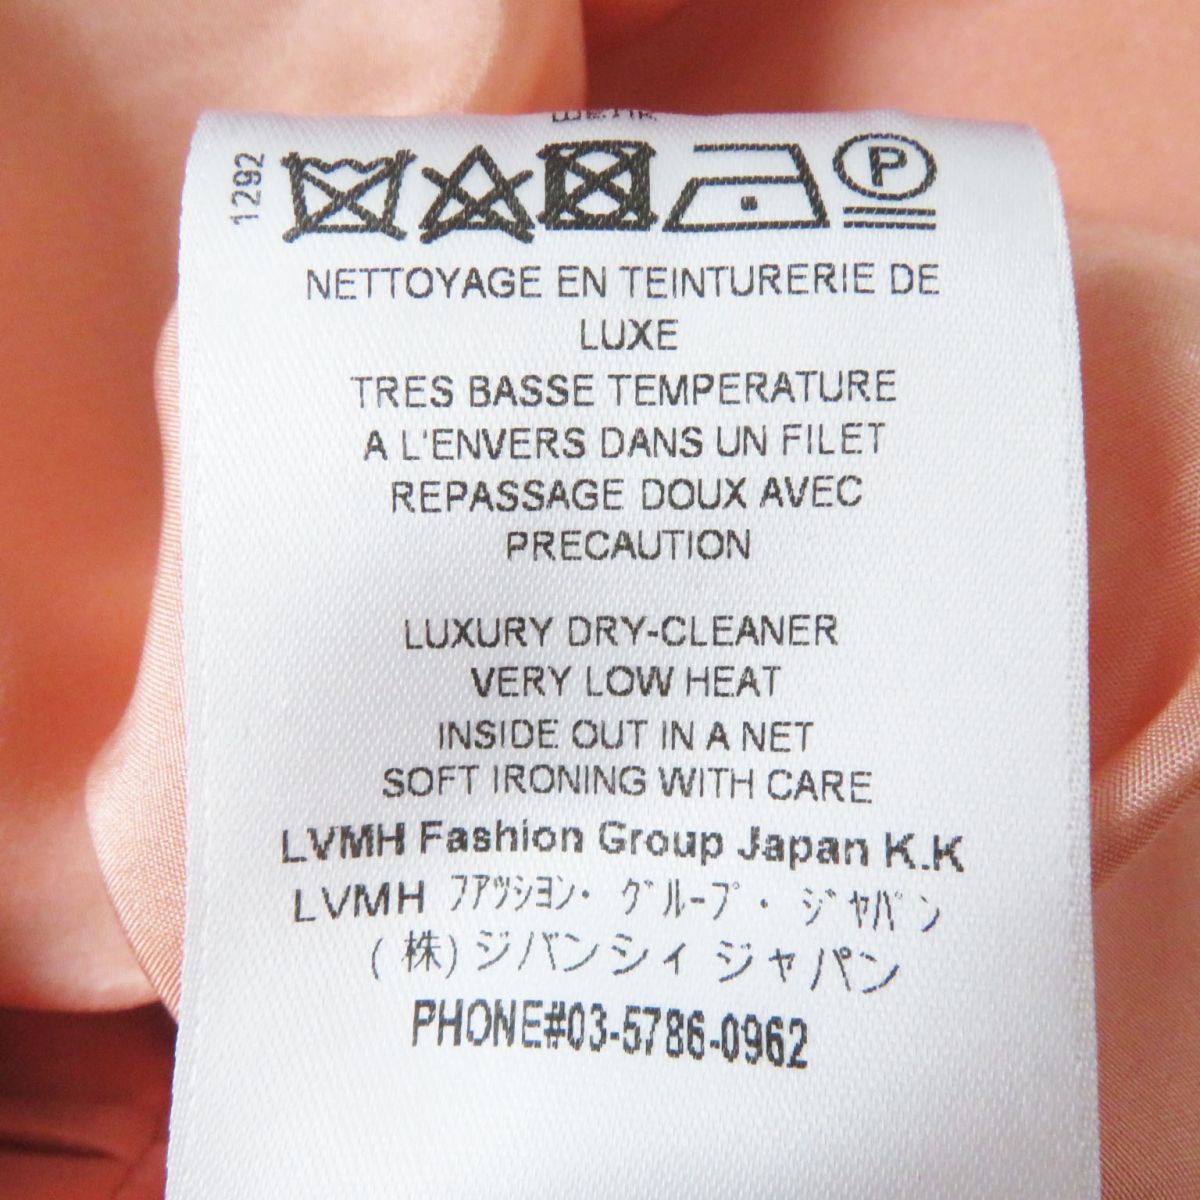 1292
P
NETTOYAGE EN TEINTURERIE DE
LUXE
TRES BASSE TEMPERATURE
A L'ENVERS DANS UN FILET
REPASSAGE DOUX AVEC
PRECAUTION
LUXURY DRY-CLEANER
VERY LOW HEAT
INSIDE OUT IN A NET
SOFT IRONING WITH CARE
LVMH Fashion Group Japan K.K
LVMH ファッション・グループ・ジャパン
(株)ジバンシィ ジャパン
PHONE#03-5786-0962